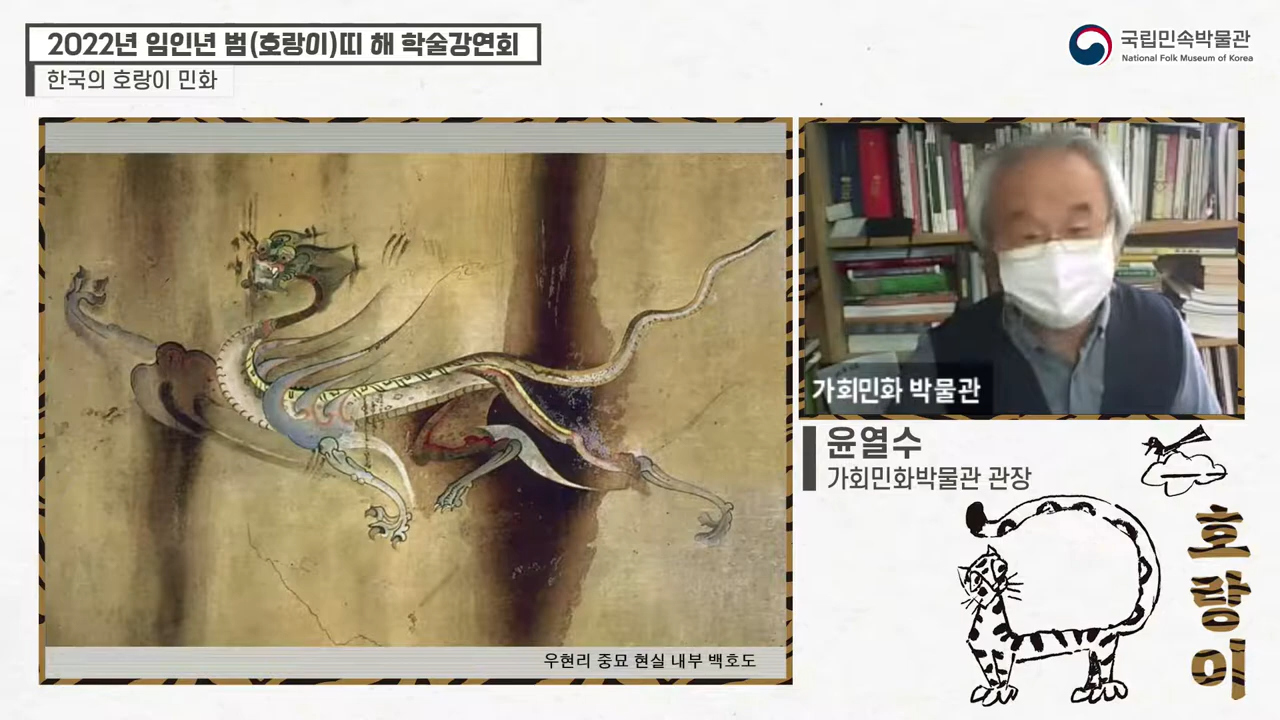 2022년 임인년 범(호랑이)띠 해 학술강연회
한국의 호랑이 민화
국립민속박물관
National Folk Museum of Korea
우현리 중묘 현실 내부 백호도
가회민화 박물관
윤열수
가회민화박물관 관장
호랑이